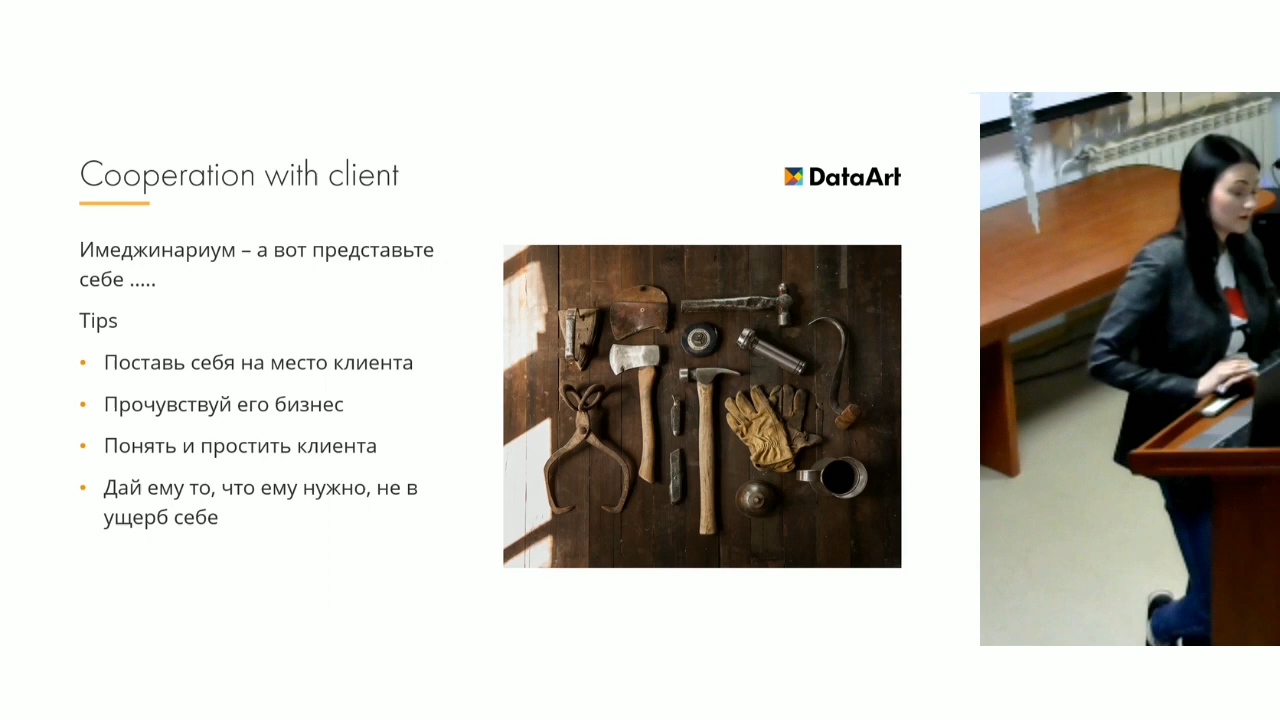 Cooperation with client
DataArt
Имеджинариум – а вот представьте
себе .....
Tips
• Поставь себя на место клиента
• Прочувствуй его бизнес
• Понять и простить клиента
• Дай ему то, что ему нужно, не в
ущерб себе